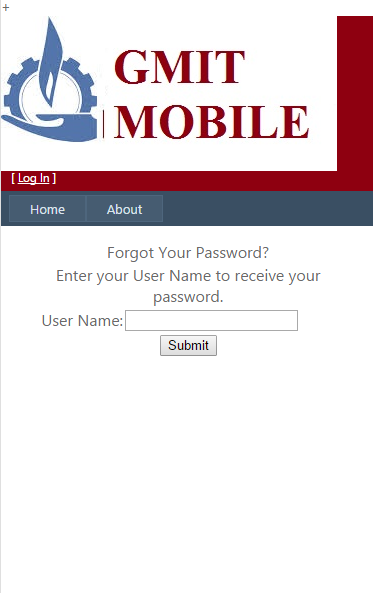 +
GMIT
MOBILE
[ Log In ]
Home About
Forgot Your Password?
Enter your User Name to receive your
password.
User Name:
Submit